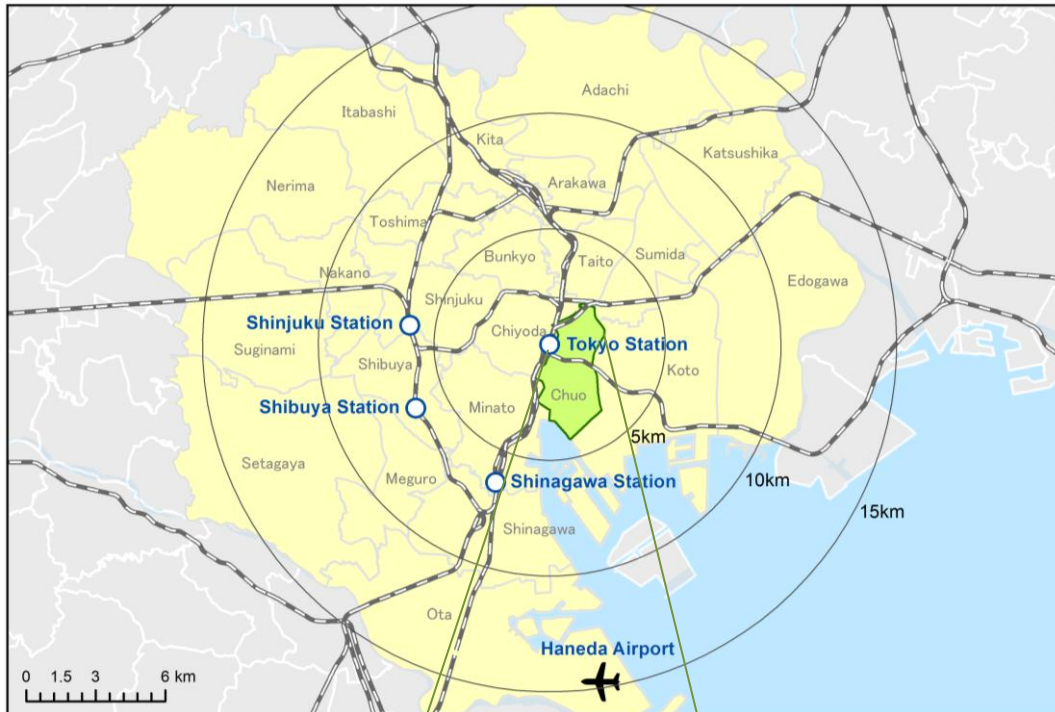 Adachi
Itabashi
Kita
Katsushika
Arakawa
Nerima
Toshima
Bunkyo
Taito
Sumida
Nakano
Shinjuku
Edogawa
Shinjuku Station
Chiyoda
Tokyo Station
Suginami
Shibuya
Koto
Chuo
Shibuya Station
Minato
5km
Setagaya
Meguro
Shinagawa Station
10km
15km
Shinagawa
Ota
Haneda Airport
0 1.5 3 6 km